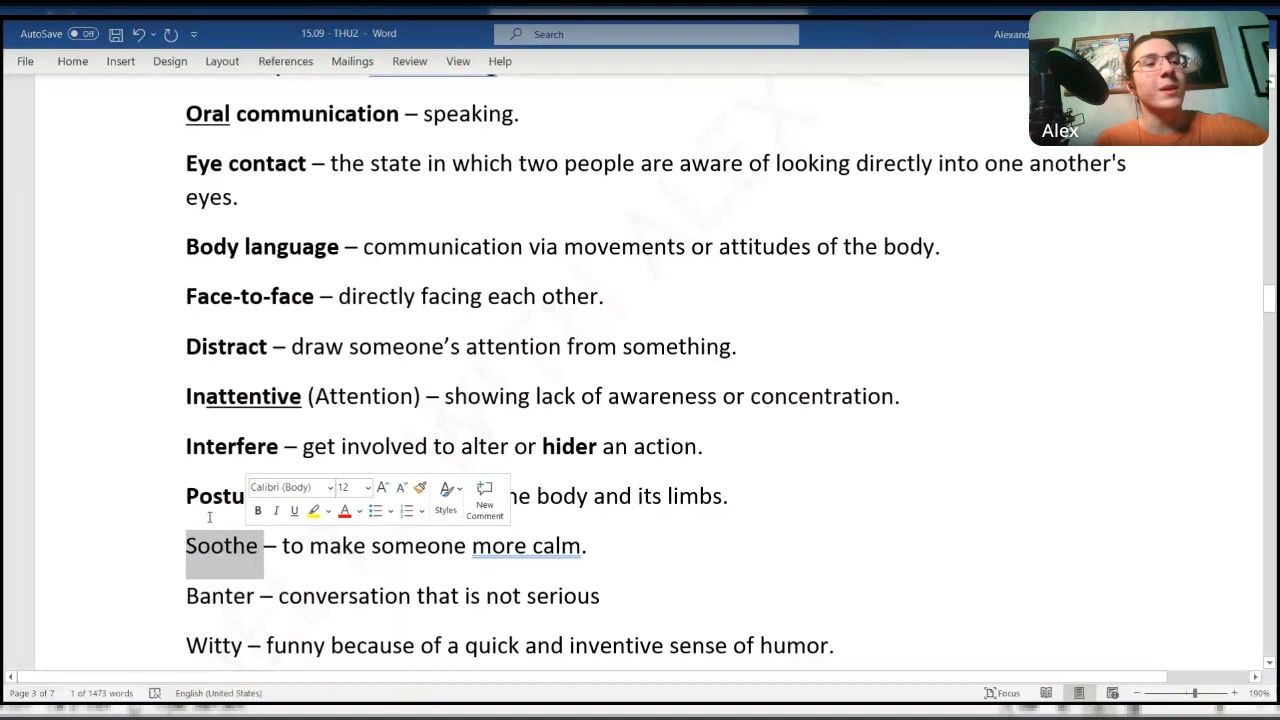 AutoSave Off 15.09 - THU2 - Word Search Alexand
File Home Insert Design Layout References Mailings Review View Help
Alex
Oral communication – speaking.
Eye contact – the state in which two people are aware of looking directly into one another's
eyes.
Body language – communication via movements or attitudes of the body.
Face-to-face – directly facing each other.
Distract – draw someone’s attention from something.
Inattentive (Attention) – showing lack of awareness or concentration.
Interfere – get involved to alter or hider an action.
Calibri (Body) 12
Postu he body and its limbs.
B I U A Styles New
Comment
Soothe – to make someone more calm.
Banter – conversation that is not serious
Witty – funny because of a quick and inventive sense of humor.
Page 3 of 7 1 of 1473 words English (United States) Focus 190%